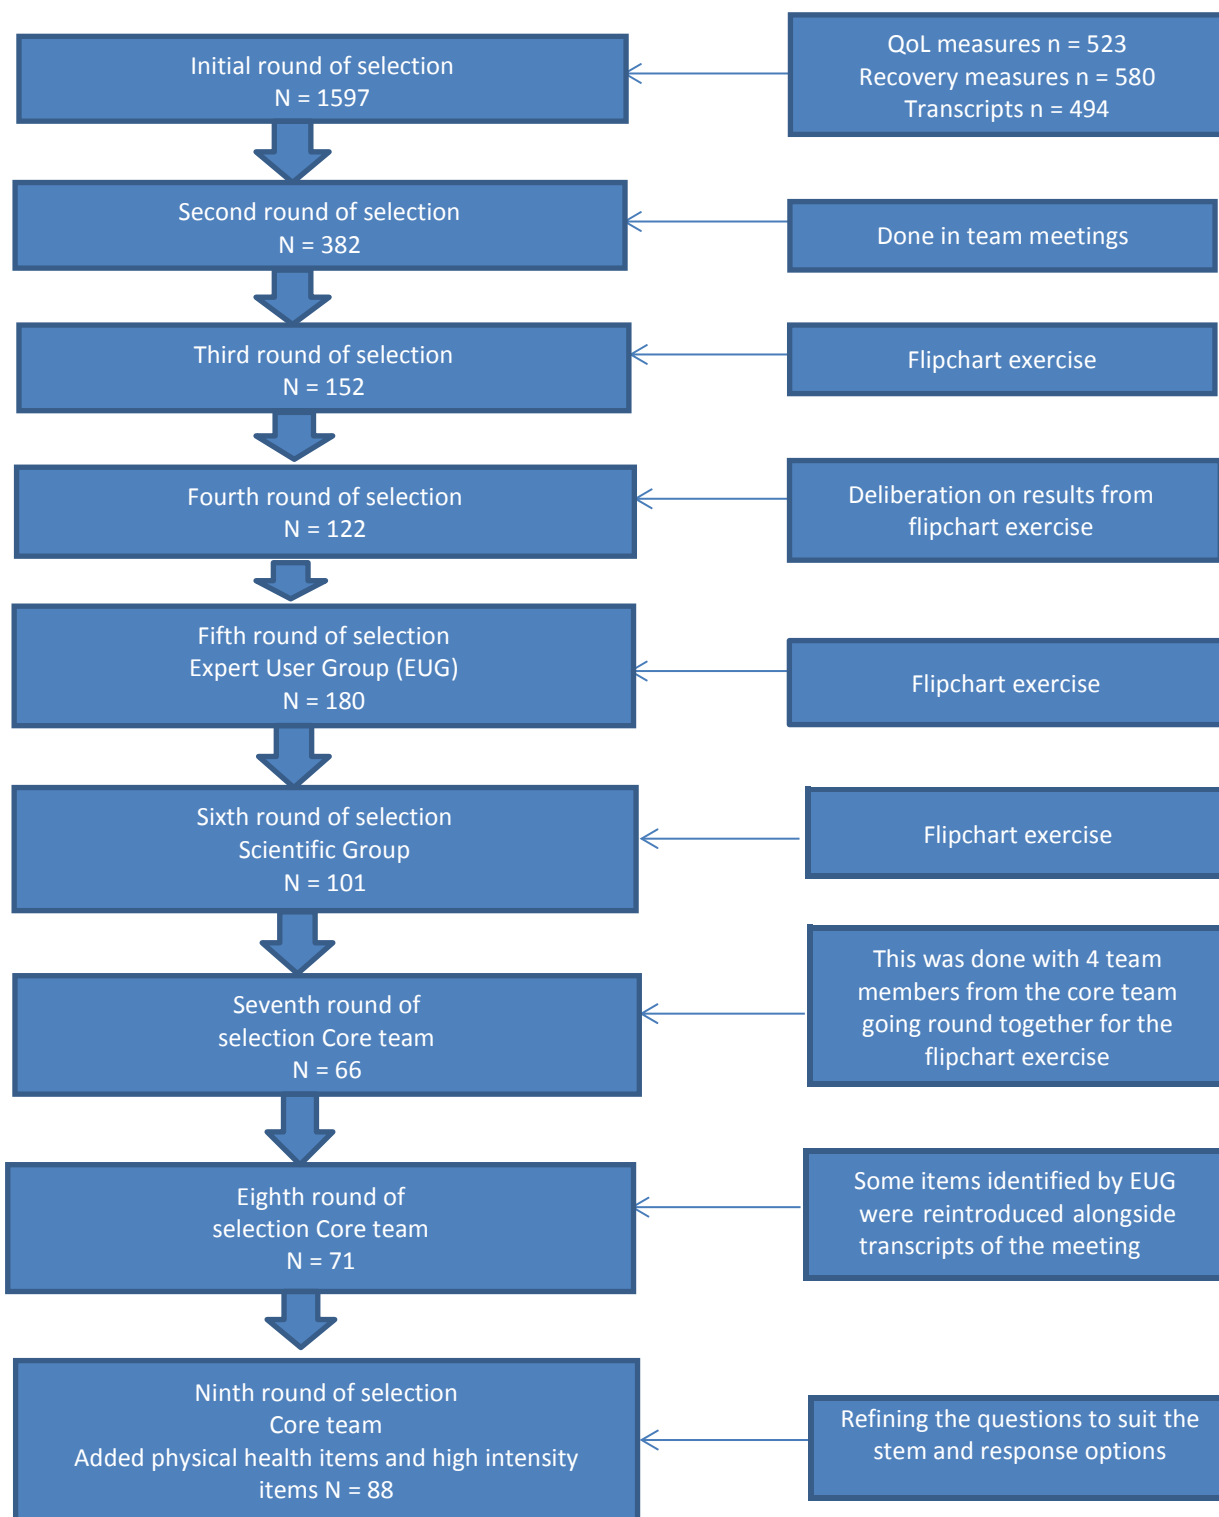 Initial round of selection
N = 1597
QoL measures n = 523
Recovery measures n = 580
Transcripts n = 494
Second round of selection
N = 382
Done in team meetings
Third round of selection
N = 152
Flipchart exercise
Fourth round of selection
N = 122
Deliberation on results from
flipchart exercise
Fifth round of selection
Expert User Group (EUG)
N = 180
Flipchart exercise
Sixth round of selection
Scientific Group
N = 101
Flipchart exercise
Seventh round of
selection Core team
N = 66
This was done with 4 team
members from the core team
going round together for the
flipchart exercise
Eighth round of
selection Core team
N = 71
Some items identified by EUG
were reintroduced alongside
transcripts of the meeting
Ninth round of selection
Core team
Added physical health items and high intensity
items N = 88
Refining the questions to suit the
stem and response options